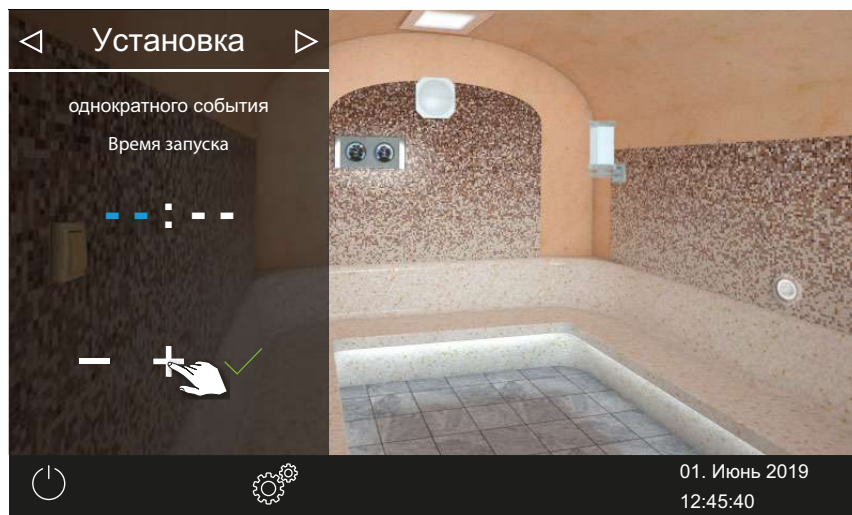 Установка
однократного события
Время запуска
--:--
01. Июнь 2019
12:45:40